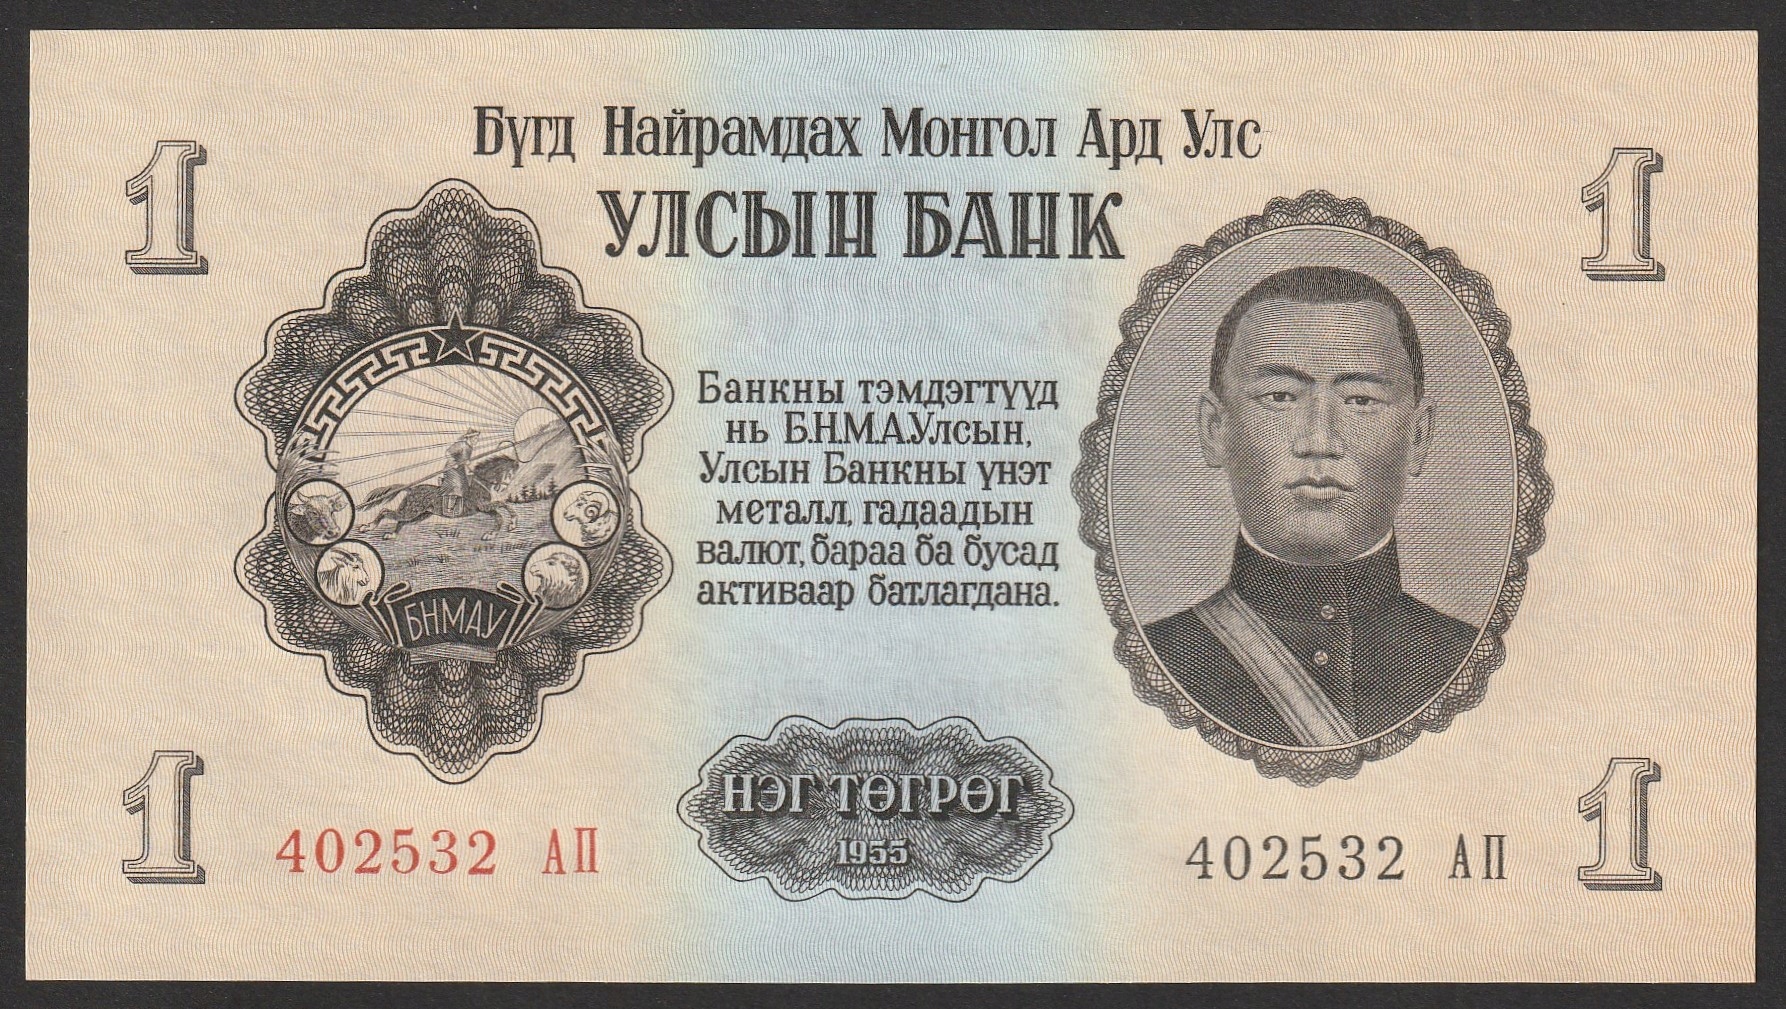 Бүгд Найрамдах Монгол Ард Улс
УЛСЫН БАНК
1
1
Банкны тэмдэгтүүд
нь Б.Н.М.А.Улсын,
Улсын Банкны үнэт
металл, гадаадын
валют, бараа ба бусад
активаар батлагдана.
БНМАУ
НЭГ ТӨГРӨГ
1955
1
402532 АП
402532 АП
1